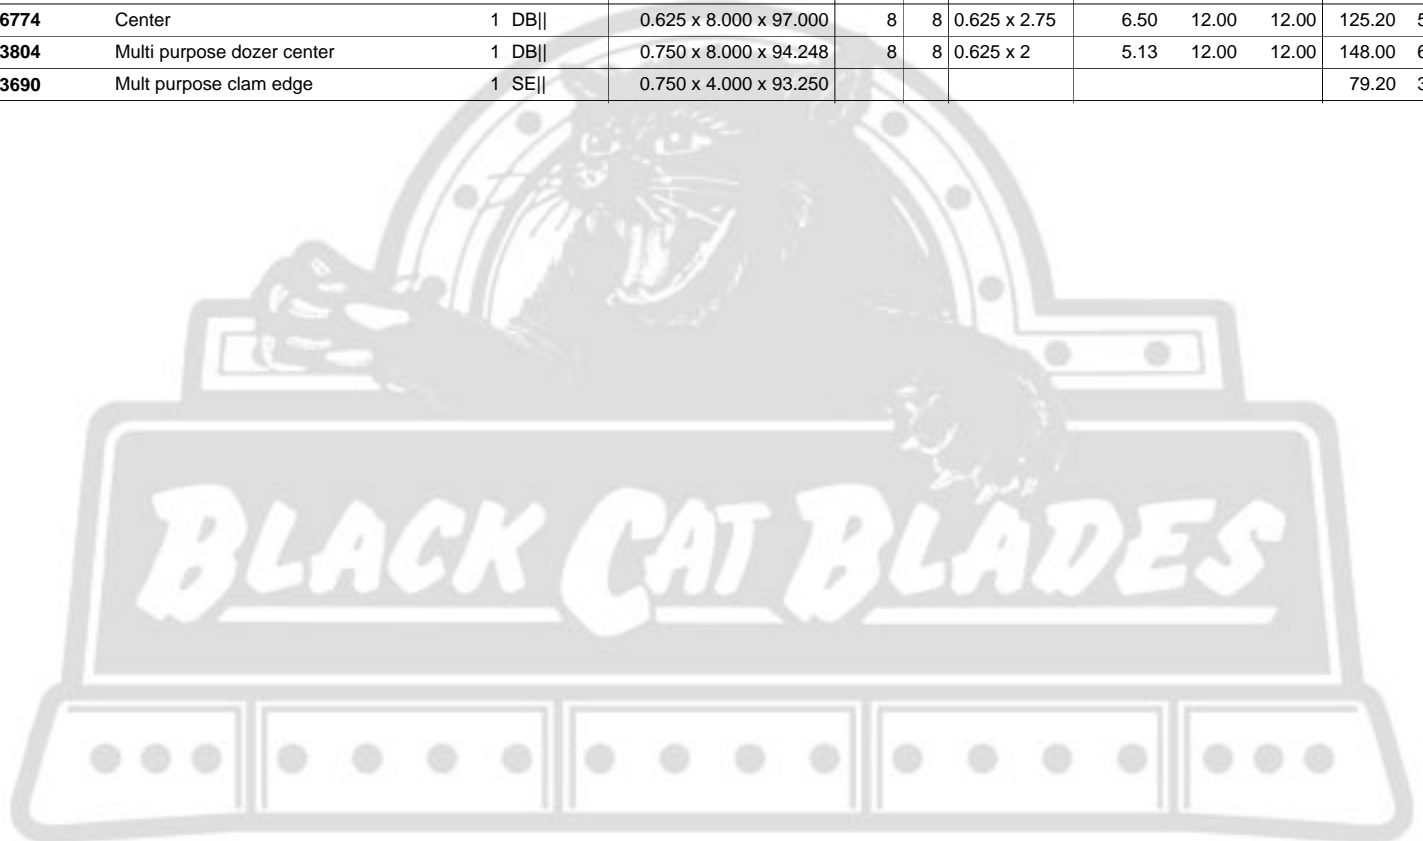 6774 Center 1 DB|| 0.625 x 8.000 x 97.000 8 8 0.625 x 2.75 6.50 12.00 12.00 125.20 5
3804 Multi purpose dozer center 1 DB|| 0.750 x 8.000 x 94.248 8 8 0.625 x 2 5.13 12.00 12.00 148.00 6
3690 Mult purpose clam edge 1 SE|| 0.750 x 4.000 x 93.250 79.20 3
BLACK CAT BLADES